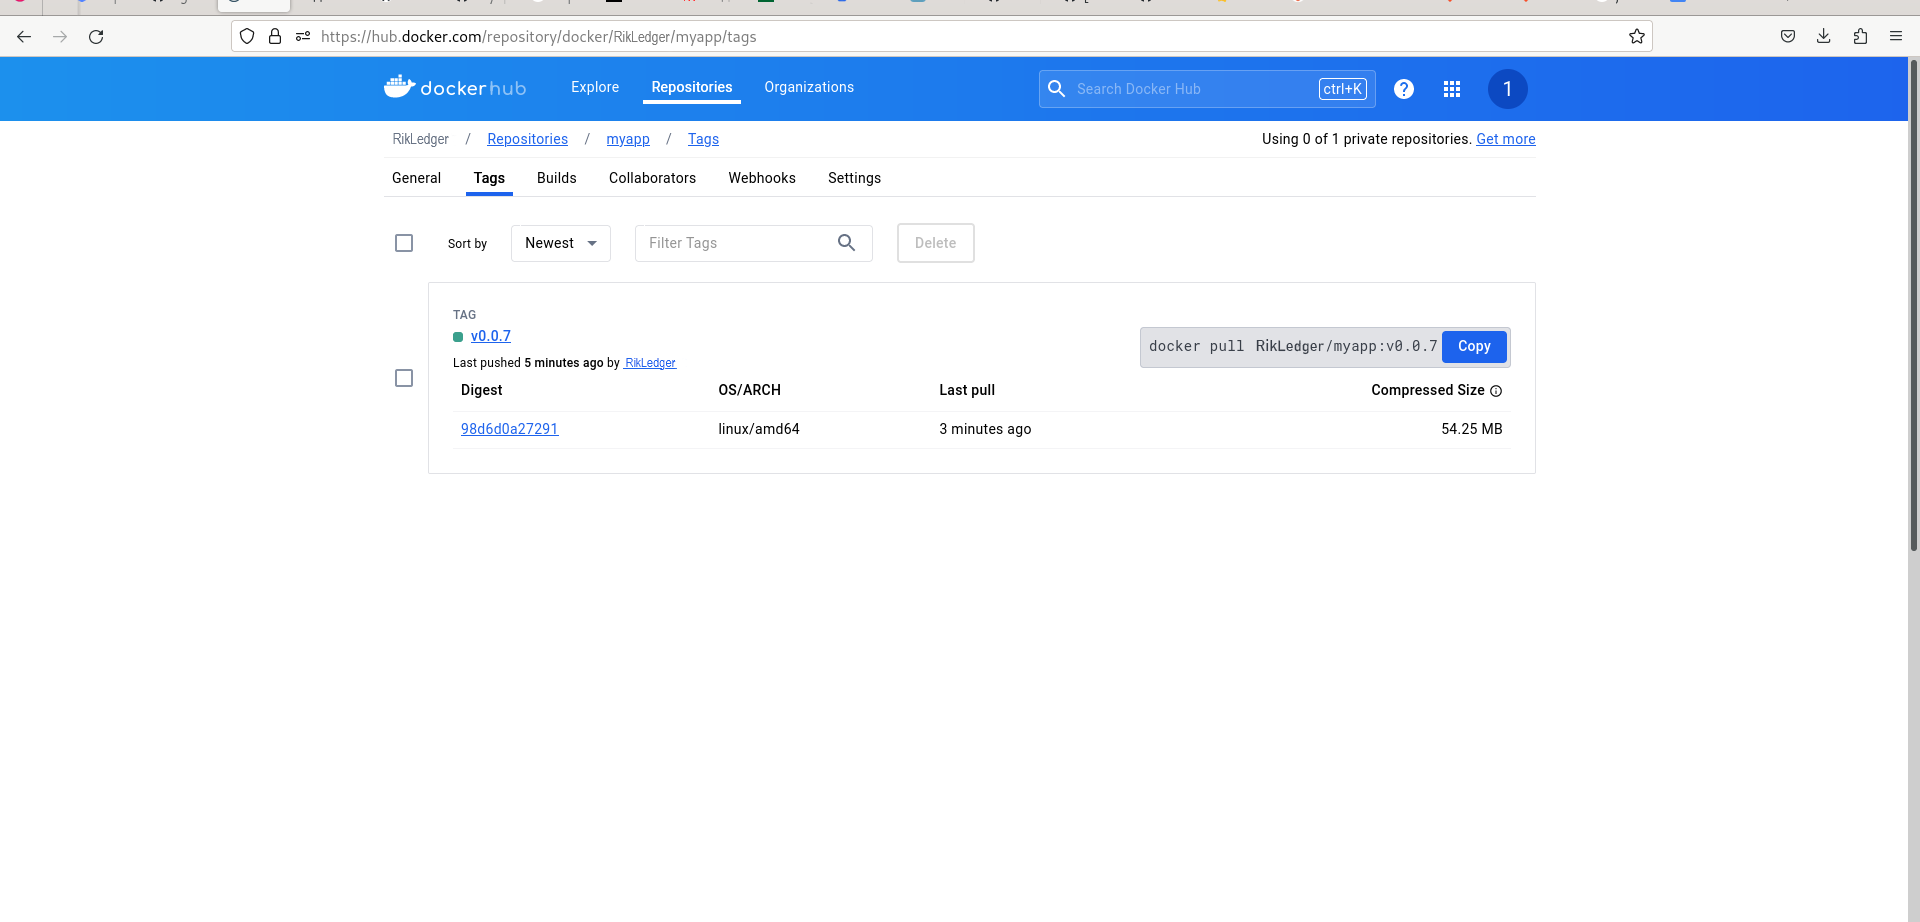 https://hub.docker.com/repository/docker/RikLedger/myapp/tags
dockerhub Explore Repositories Organizations Search Docker Hub ctrl+K ? 1
RikLedger / Repositories / myapp / Tags Using 0 of 1 private repositories. Get more
General Tags Builds Collaborators Webhooks Settings
Sort by Newest Filter Tags Delete
TAG
v0.0.7
docker pull RikLedger/myapp:v0.0.7 Copy
Last pushed 5 minutes ago by RikLedger
Digest OS/ARCH Last pull Compressed Size
98d6d0a27291 linux/amd64 3 minutes ago 54.25 MB